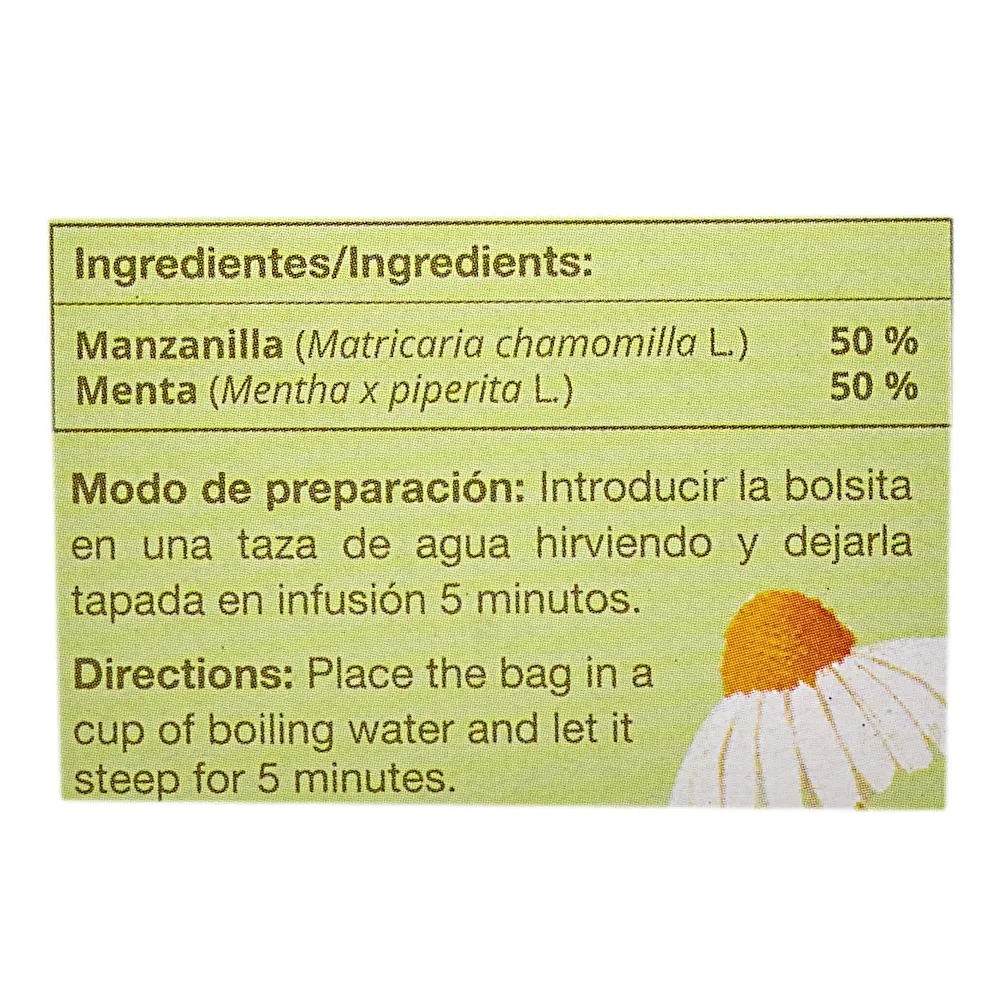 Ingredientes/Ingredients:
Manzanilla (Matricaria chamomilla L.) 50 %
Menta (Mentha x piperita L.) 50 %
Modo de preparación: Introducir la bolsita
en una taza de agua hirviendo y dejarla
tapada en infusión 5 minutos.
Directions: Place the bag in a
cup of boiling water and let it
steep for 5 minutes.